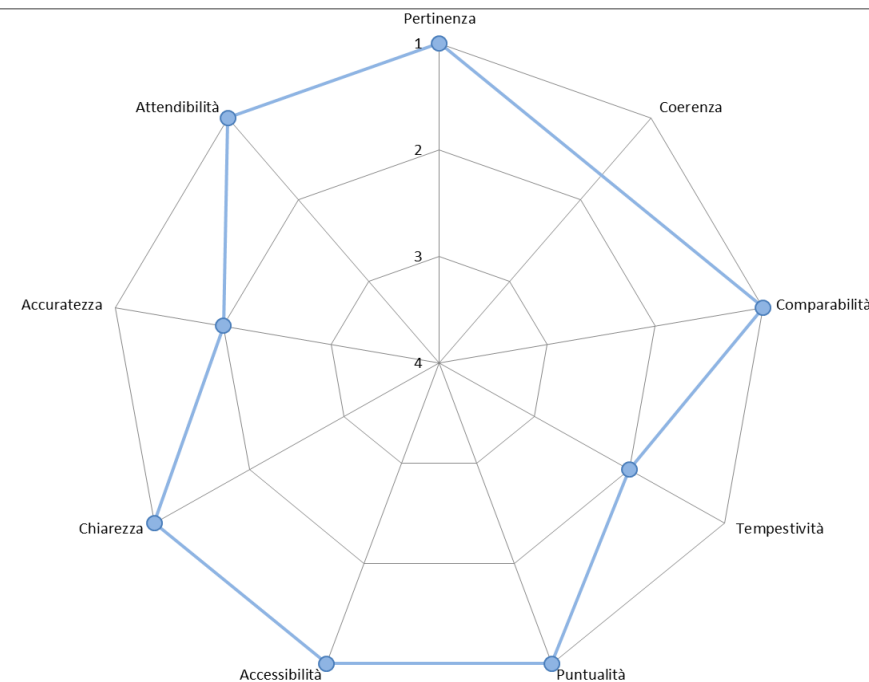 Pertinenza
1
Attendibilità
Coerenza
2
3
Accuratezza
Comparabilità
4
Chiarezza
Tempestività
Accessibilità
Puntualità